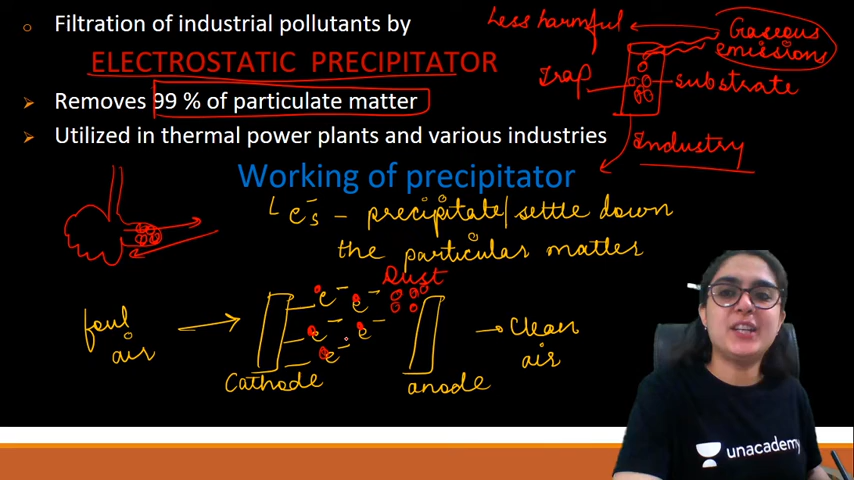 Filtration of industrial pollutants by
ELECTROSTATIC PRECIPITATOR
Removes 99 % of particulate matter
Utilized in thermal power plants and various industries
Less harmful
Gaseous
emissions
Trap
substrate
Industry
Working of precipitator
e⁻s - precipitate/settle down
the particular matter
Dust
foul
air
e⁻ e⁻
e⁻ e⁻
e⁻
Cathode
anode
Clean
air
unacademy